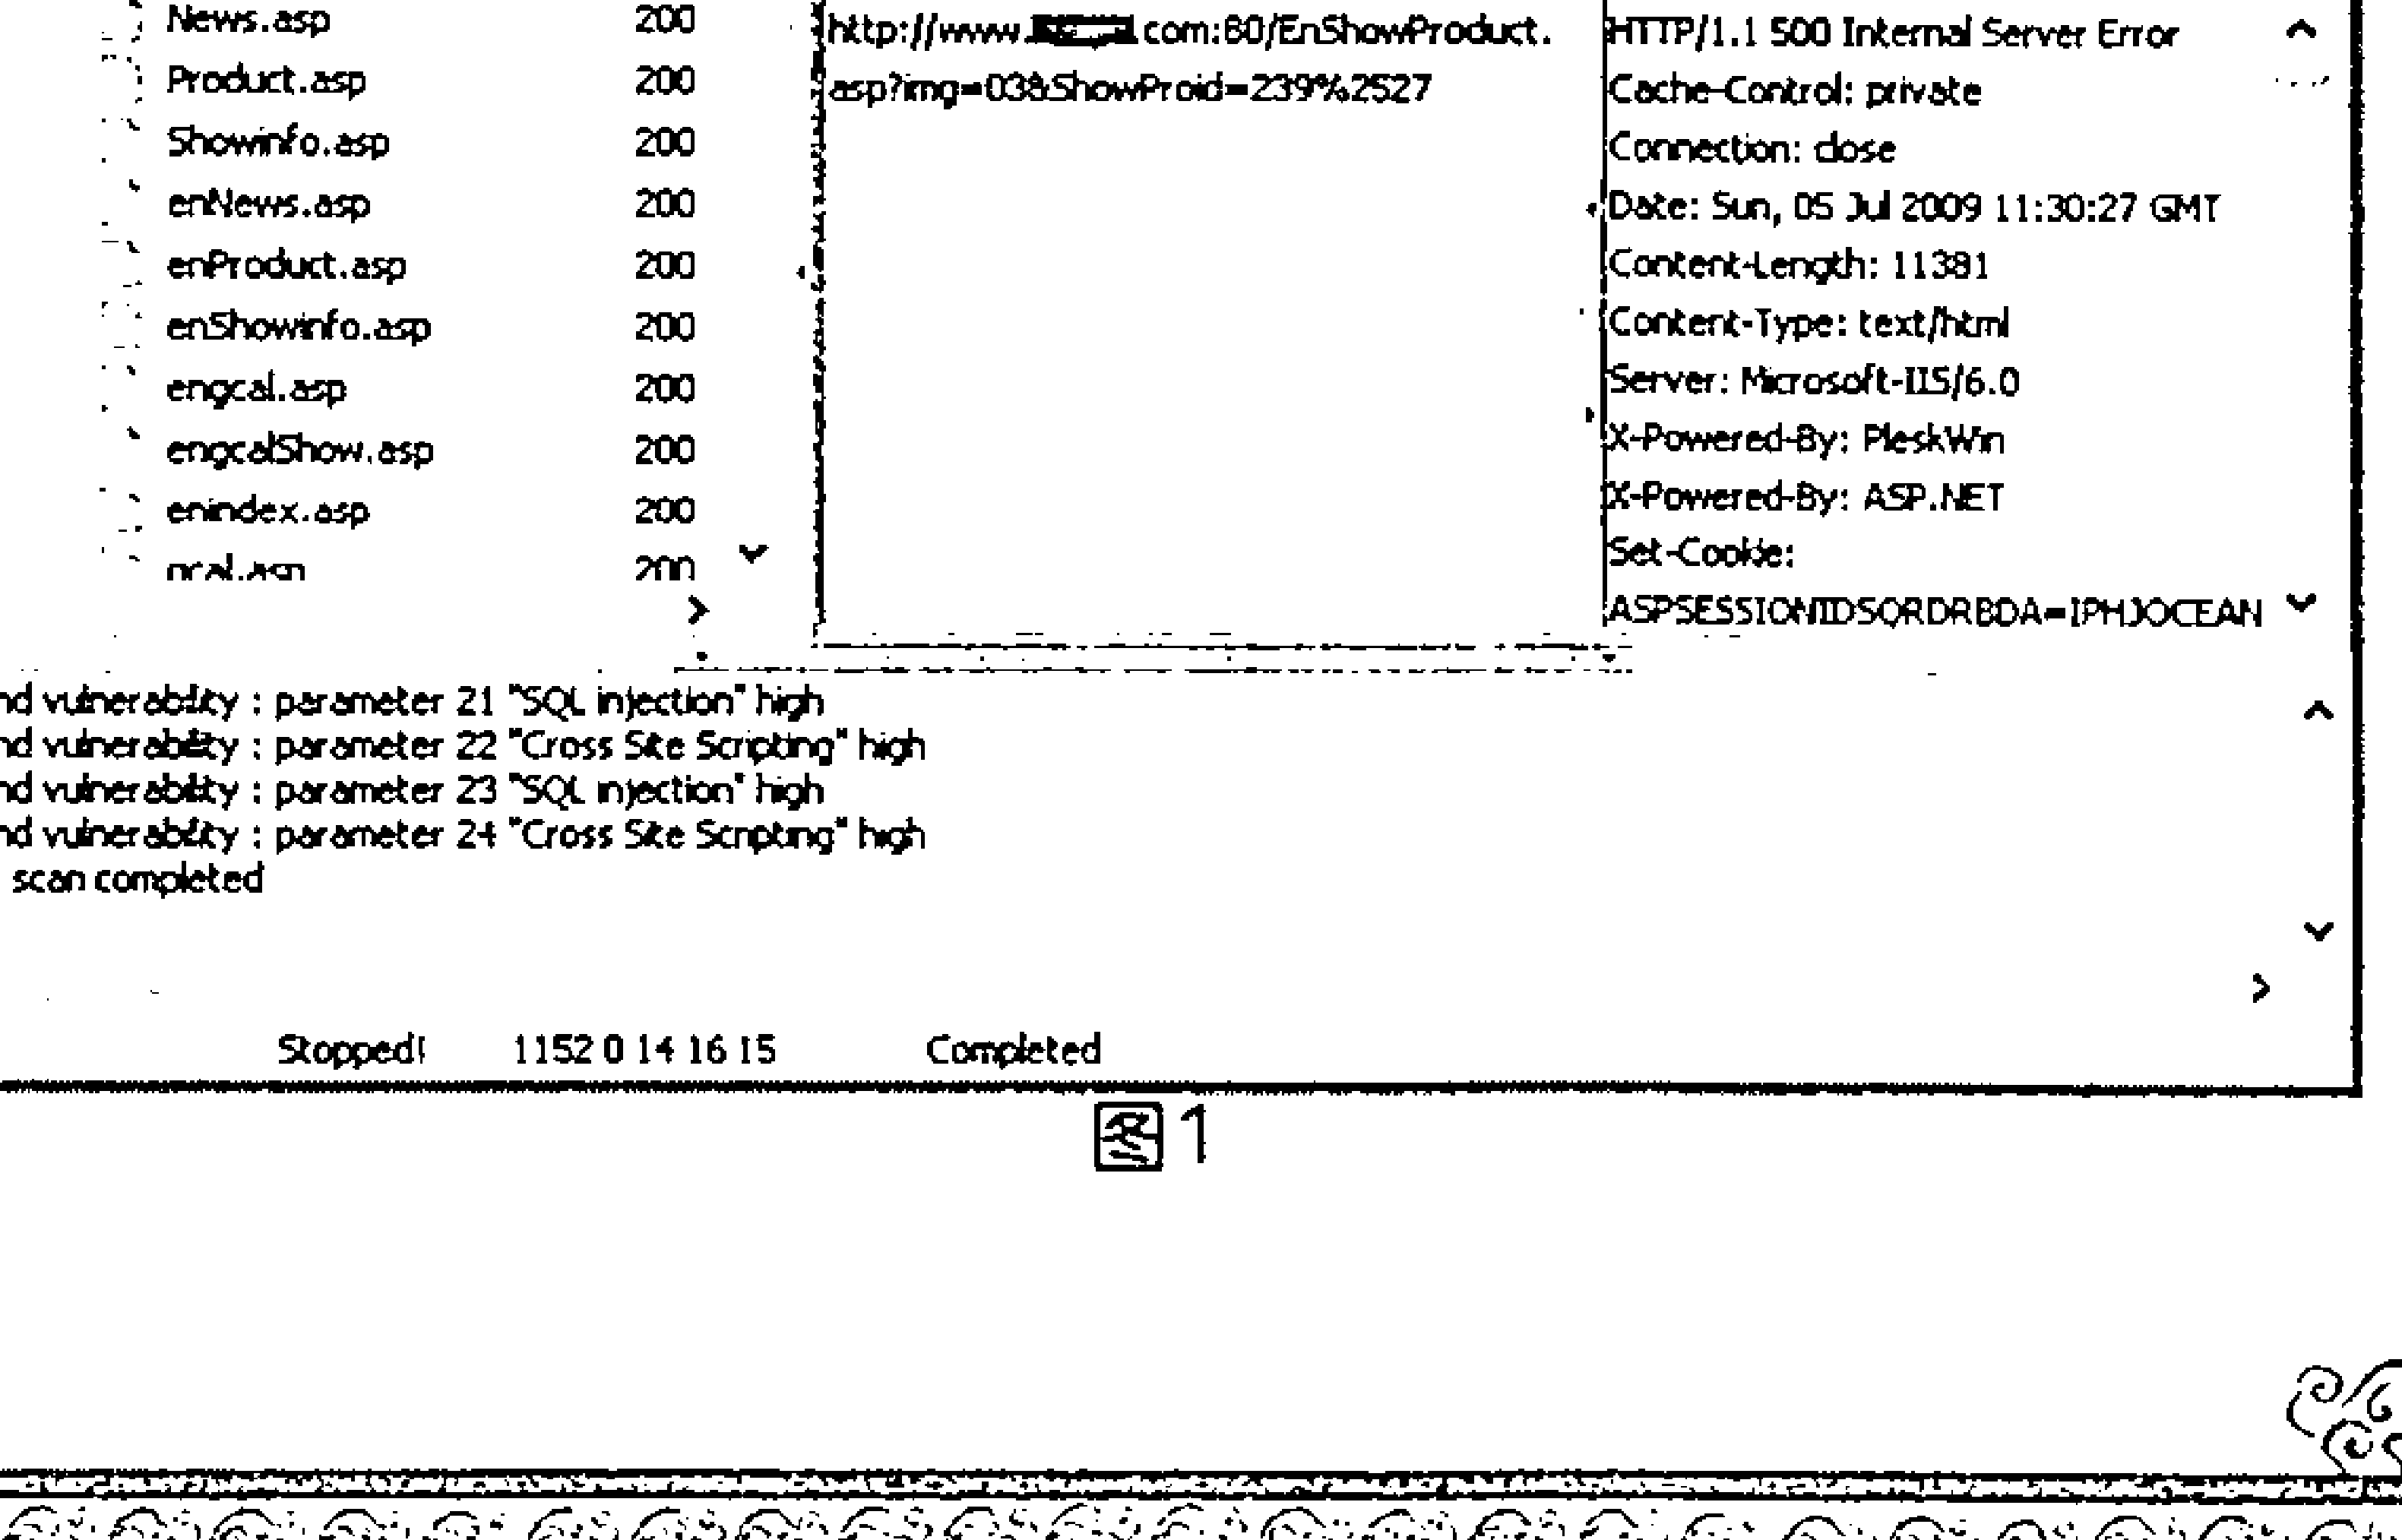 News.asp 200
Product.asp 200
Showinfo.asp 200
enNews.asp 200
enProduct.asp 200
enShowinfo.asp 200
engcal.asp 200
engcalShow.asp 200
enindex.asp 200
200
http://www. com:80/EnShowProduct.
asp?img=03&ShowProid=239%2527
HTTP/1.1 500 Internal Server Error
Cache-Control: private
Connection: close
Date: Sun, 05 Jul 2009 11:30:27 GMT
Content-Length: 11381
Content-Type: text/html
Server: Microsoft-IIS/6.0
X-Powered-By: PleskWin
X-Powered-By: ASP.NET
Set-Cookie:
ASPSESSIONIDSQRDRBDA=IPHJOCEAN
nd vulnerability : parameter 21 "SQL injection" high
nd vulnerability : parameter 22 "Cross Site Scripting" high
nd vulnerability : parameter 23 "SQL injection" high
nd vulnerability : parameter 24 "Cross Site Scripting" high
scan completed
Stopped! 1152 0 14 16 15 Completed
图1